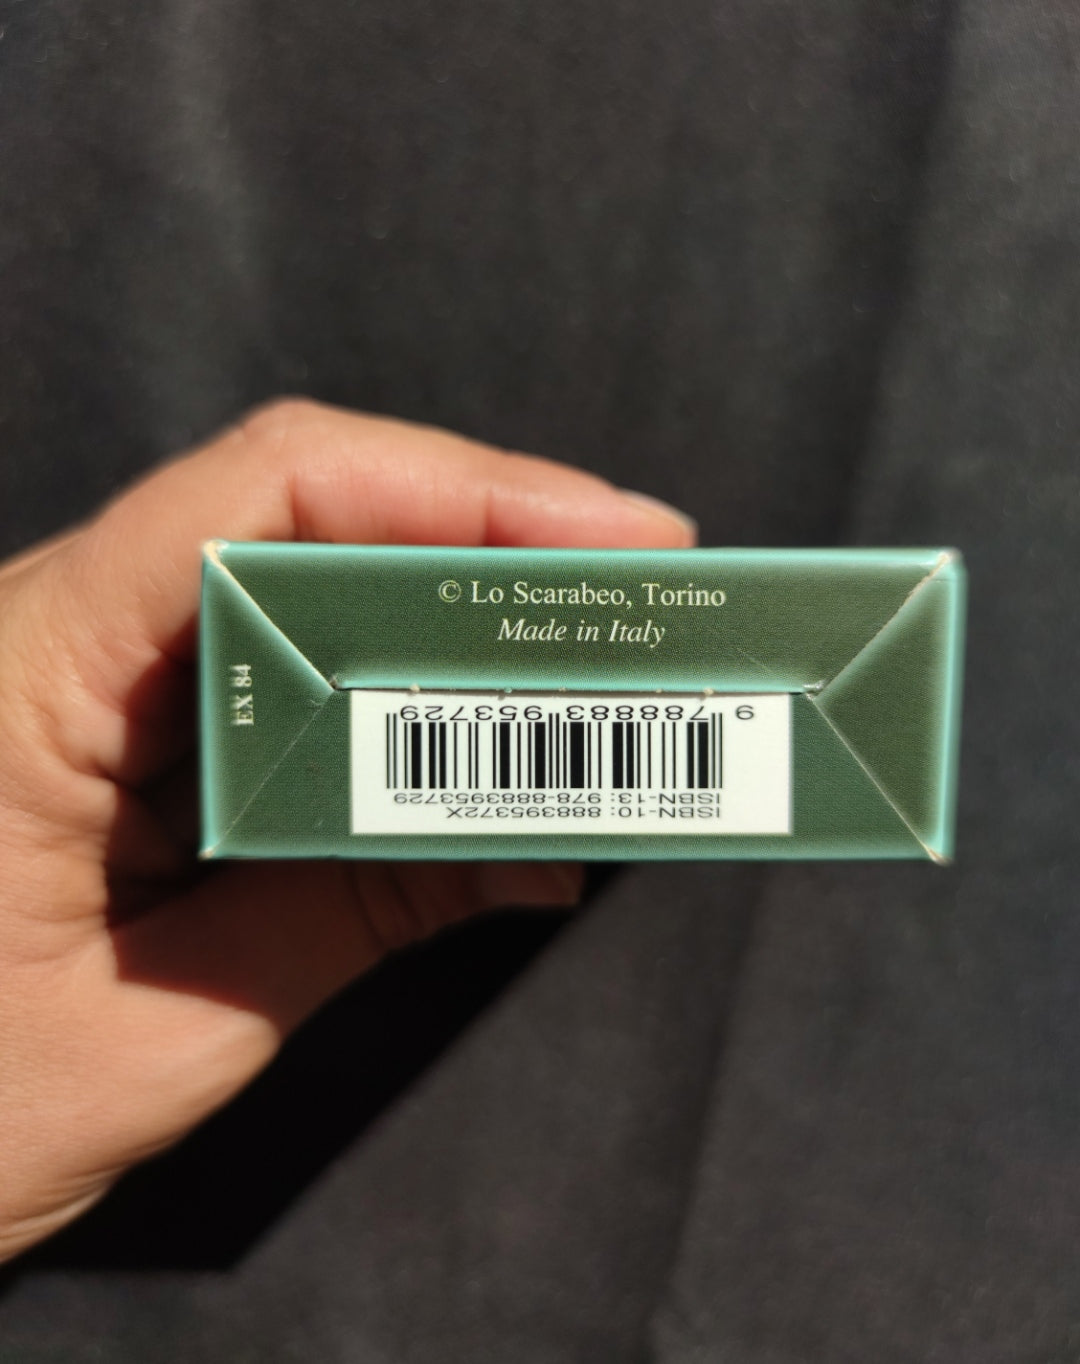 © Lo Scarabeo, Torino
Made in Italy
EX 84
ISBN-10: 888395372X
ISBN-13: 978-8883953729
9 788883 953729